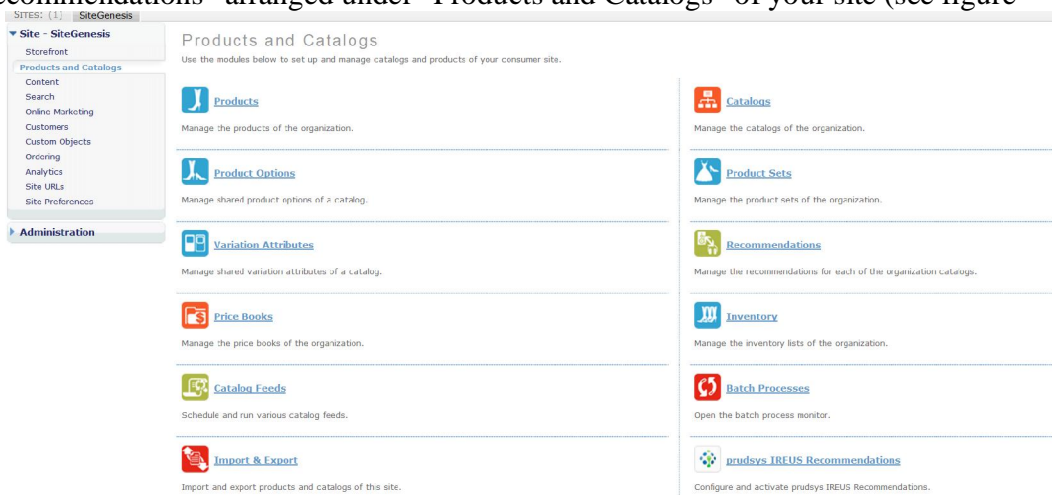 ecommendations" arranged under "Products and Catalogs" of your site (see figure
SITES: (1) SiteGenesis
Site - SiteGenesis
Storefront
Products and Catalogs
Content
Search
Online Marketing
Customers
Custom Objects
Ordering
Analytics
Site URLs
Site Preferences
Administration
Products and Catalogs
Use the modules below to set up and manage catalogs and products of your consumer site.
Products
Manage the products of the organization.
Catalogs
Manage the catalogs of the organization.
Product Options
Manage shared product options of a catalog.
Product Sets
Manage the product sets of the organization.
Variation Attributes
Manage shared variation attributes of a catalog.
Recommendations
Manage the recommendations for each of the organization catalogs.
Price Books
Manage the price books of the organization.
Inventory
Manage the inventory lists of the organization.
Catalog Feeds
Schedule and run various catalog feeds.
Batch Processes
Open the batch process monitor.
Import & Export
Import and export products and catalogs of this site.
prudsys IREUS Recommendations
Configure and activate prudsys IREUS Recommendations.